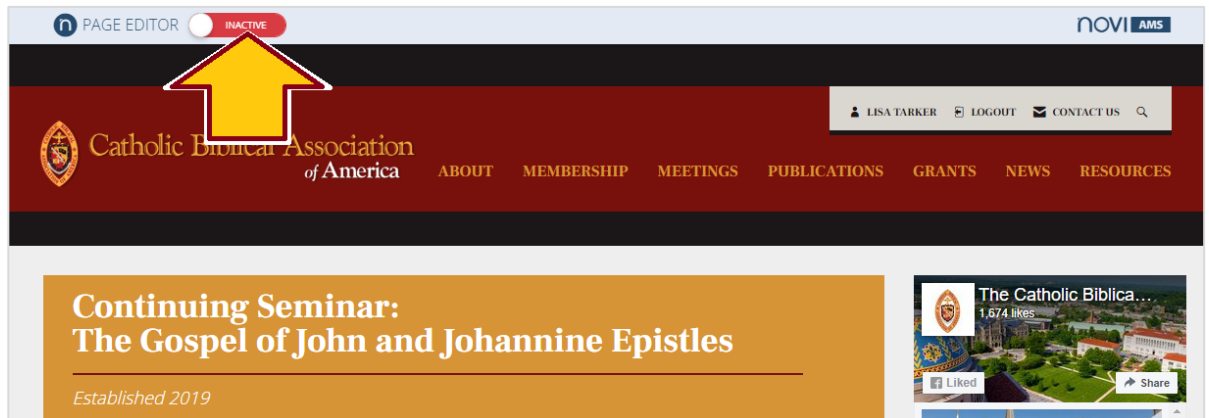 n PAGE EDITOR INACTIVE
NOVI AMS
LISA TARKER LOGOUT CONTACT US
Catholic Biblical Association
of America
ABOUT MEMBERSHIP MEETINGS PUBLICATIONS GRANTS NEWS RESOURCES
Continuing Seminar:
The Gospel of John and Johannine Epistles
Established 2019
The Catholic Biblica...
1,674 likes
Liked
Share